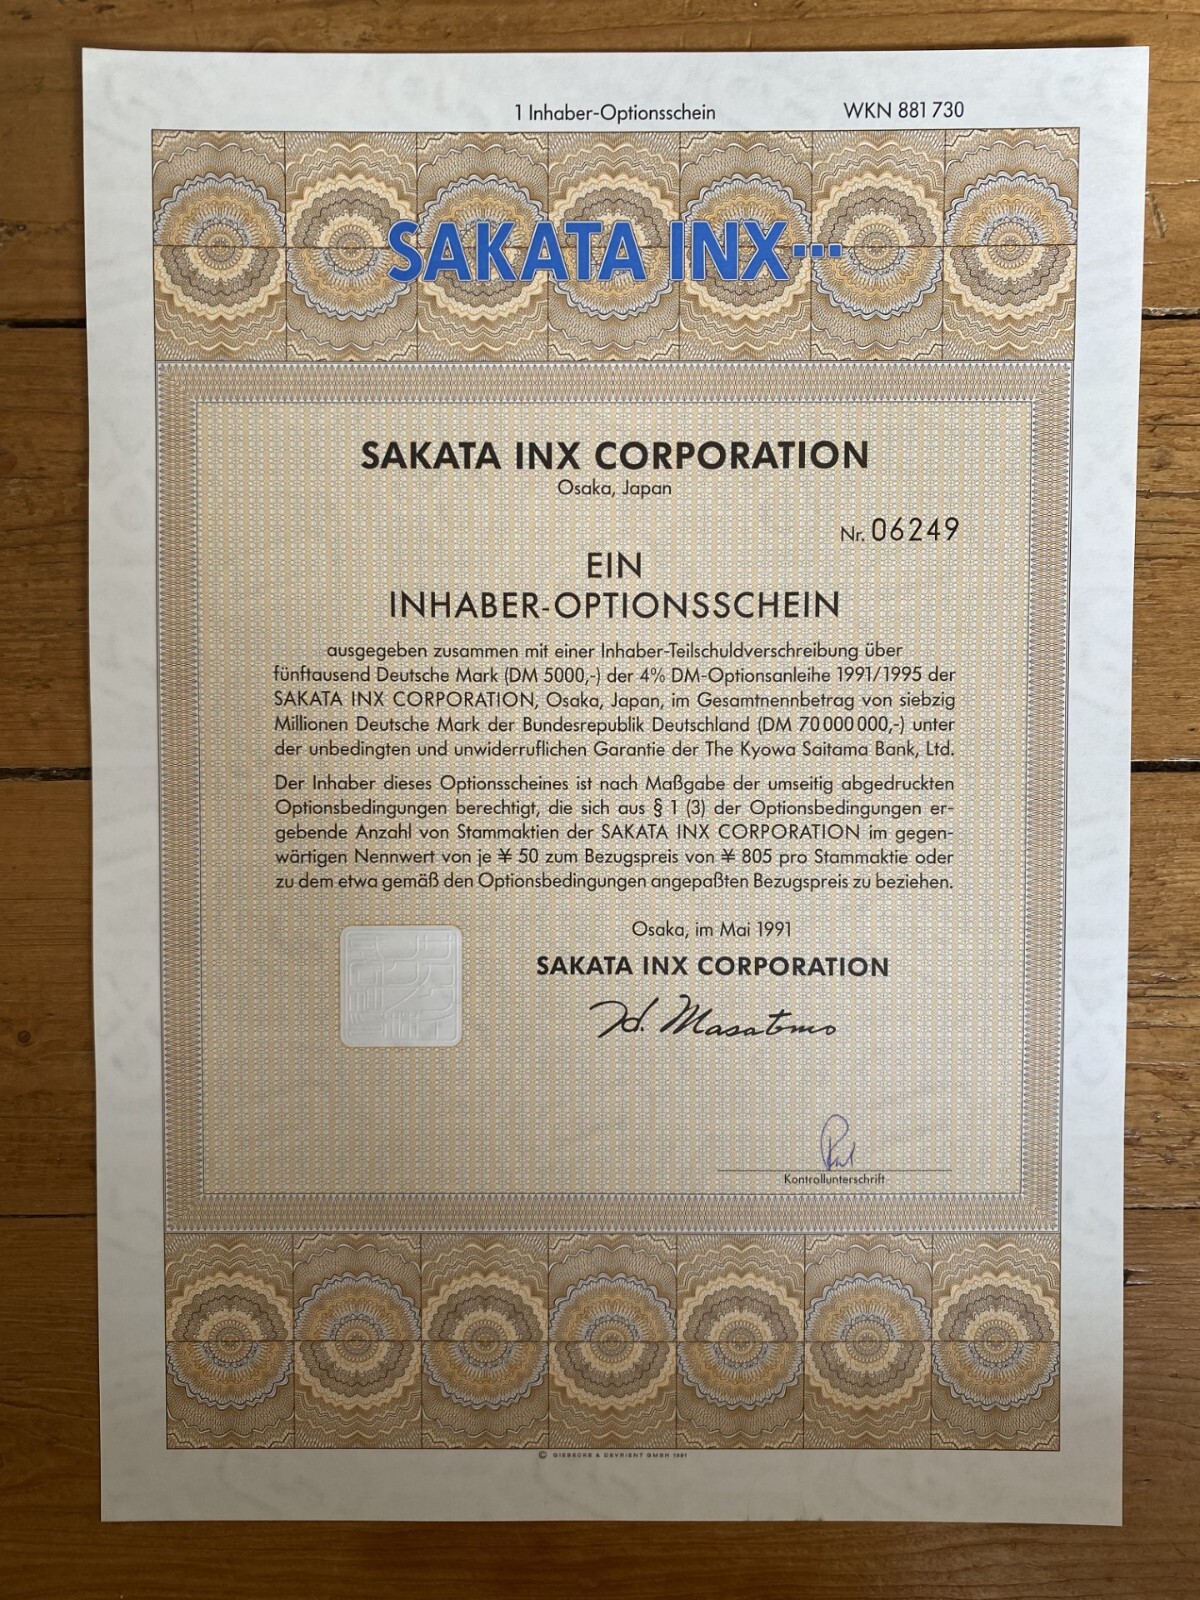 1 Inhaber-Optionsschein WKN 881 730
SAKATA INX...
SAKATA INX CORPORATION
Osaka, Japan
Nr. 06249
EIN
INHABER-OPTIONSSCHEIN
ausgegeben zusammen mit einer Inhaber-Teilschuldverschreibung über
fünftausend Deutsche Mark (DM 5000,-) der 4% DM-Optionsanleihe 1991/1995 der
SAKATA INX CORPORATION, Osaka, Japan, im Gesamtnennbetrag von siebzig
Millionen Deutsche Mark der Bundesrepublik Deutschland (DM 70 000 000,-) unter
der unbedingten und unwiderruflichen Garantie der The Kyowa Saitama Bank, Ltd.
Der Inhaber dieses Optionsscheines ist nach Maßgabe der umseitig abgedruckten
Optionsbedingungen berechtigt, die sich aus § 1 (3) der Optionsbedingungen er-
gebende Anzahl von Stammaktien der SAKATA INX CORPORATION im gegen-
wärtigen Nennwert von je ¥ 50 zum Bezugspreis von ¥ 805 pro Stammaktie oder
zu dem etwa gemäß den Optionsbedingungen angepaßten Bezugspreis zu beziehen.
Osaka, im Mai 1991
SAKATA INX CORPORATION
H. Masatomo
Kontrollunterschrift
© GIESECKE & DEVRIENT GMBH 1991